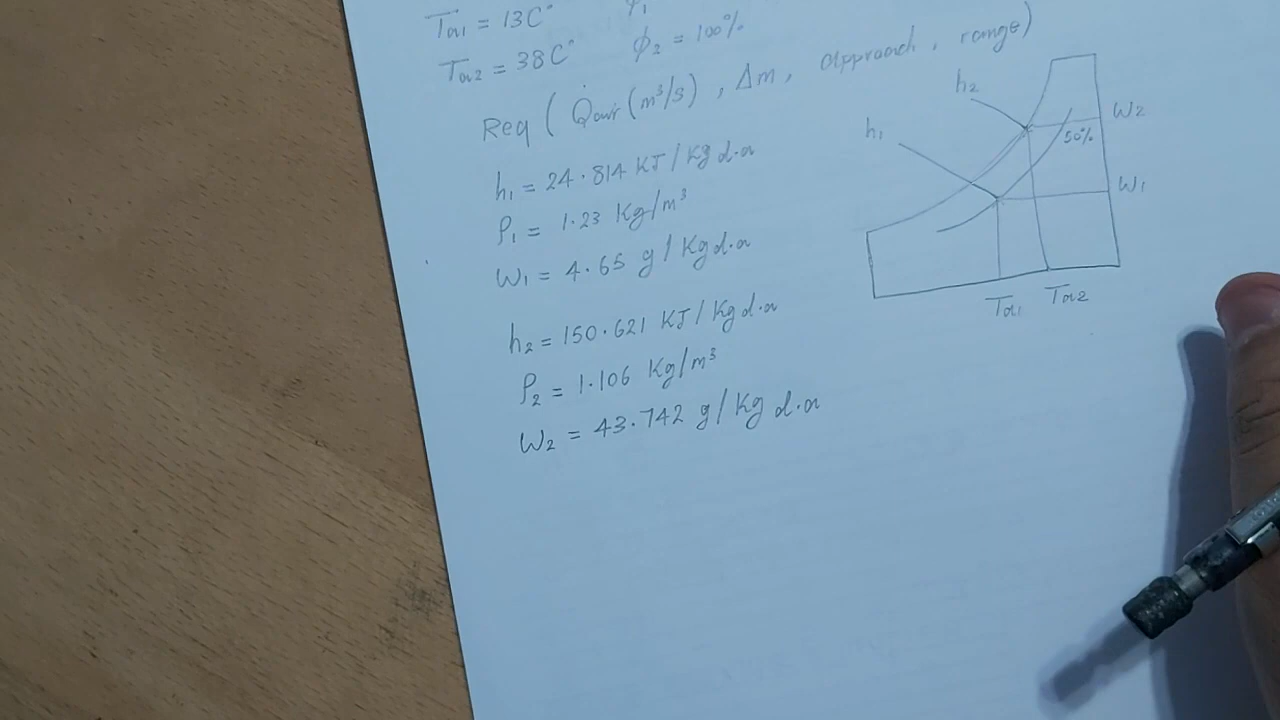 Ta1 = 13C°
Ta2 = 38C°
φ1
φ2 = 100%
Req ( Q̇air (m³/s) , Δm , approach , range)
h1 = 24.814 KJ/Kg d.a
ρ1 = 1.23 Kg/m³
W1 = 4.65 g/Kg d.a
h2 = 150.621 KJ/Kg d.a
ρ2 = 1.106 Kg/m³
W2 = 43.742 g/Kg d.a
h2
W2
h1
50%
W1
Ta1
Ta2